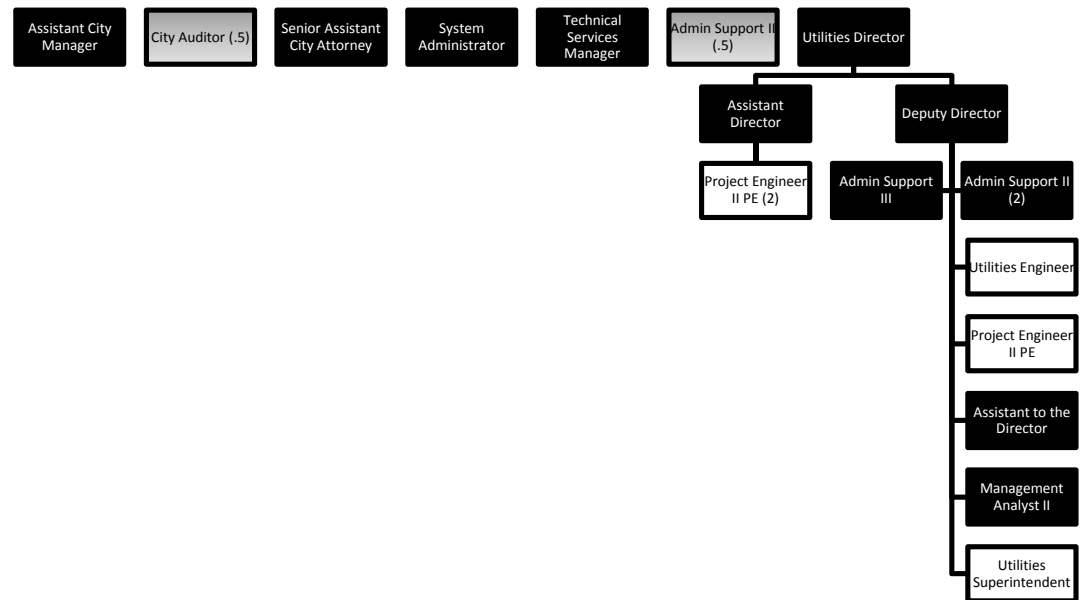 Assistant City
Manager
City Auditor (.5)
Senior Assistant
City Attorney
System
Administrator
Technical
Services
Manager
Admin Support II
(.5)
Utilities Director
Assistant
Director
Deputy Director
Project Engineer
II PE (2)
Admin Support
III
Admin Support II
(2)
Utilities Engineer
Project Engineer
II PE
Assistant to the
Director
Management
Analyst II
Utilities
Superintendent